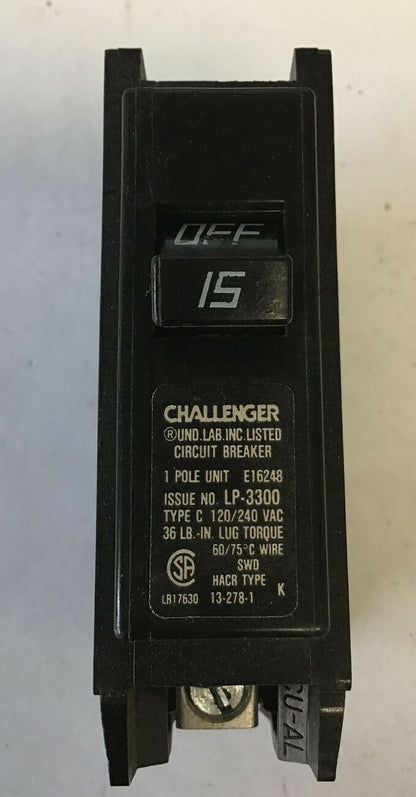 OFF
15
CHALLENGER
®UND.LAB.INC.LISTED
CIRCUIT BREAKER
1 POLE UNIT E16248
ISSUE NO. LP-3300
TYPE C 120/240 VAC
36 LB.-IN. LUG TORQUE
60/75°C WIRE
SWD
HACR TYPE
SA
LR17630 13-278-1 K
CU-AL